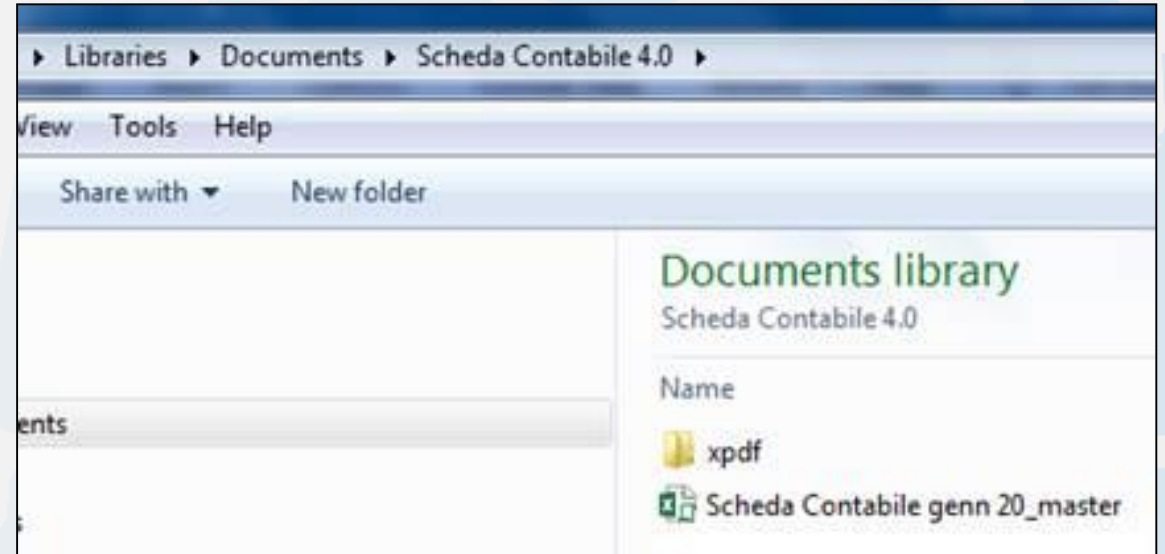 Libraries Documents Scheda Contabile 4.0
View Tools Help
Share with New folder
Documents library
Scheda Contabile 4.0
Name
ents
xpdf
Scheda Contabile genn 20_master